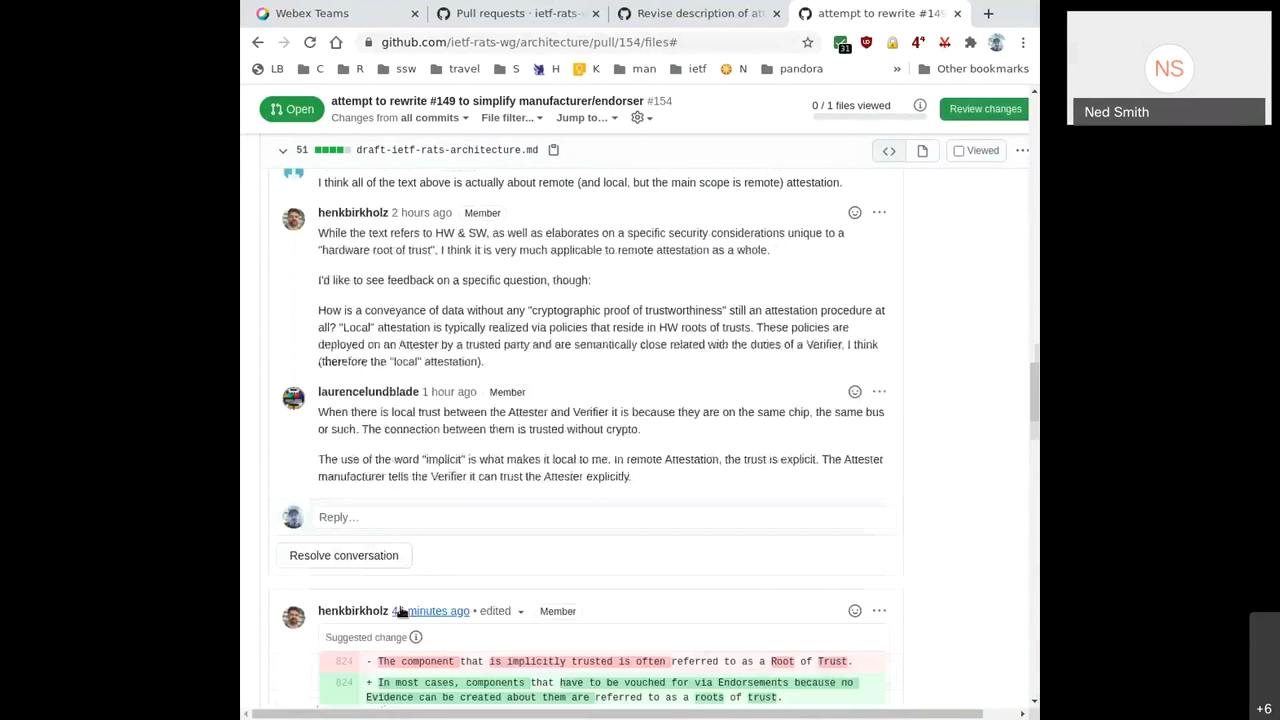 Webex Teams
Pull requests · ietf-rats-
Revise description of at
attempt to rewrite #149
github.com/ietf-rats-wg/architecture/pull/154/files#
31
LB C R ssw travel S H K man ietf N pandora » Other bookmarks
Open
attempt to rewrite #149 to simplify manufacturer/endorser #154
Changes from all commits File filter... Jump to...
0 / 1 files viewed
Review changes
51 draft-ietf-rats-architecture.md
Viewed
I think all of the text above is actually about remote (and local, but the main scope is remote) attestation.
henkbirkholz 2 hours ago Member
While the text refers to HW & SW, as well as elaborates on a specific security considerations unique to a
"hardware root of trust", I think it is very much applicable to remote attestation as a whole.
I'd like to see feedback on a specific question, though:
How is a conveyance of data without any "cryptographic proof of trustworthiness" still an attestation procedure at
all? "Local" attestation is typically realized via policies that reside in HW roots of trusts. These policies are
deployed on an Attester by a trusted party and are semantically close related with the duties of a Verifier, I think
(therefore the "local" attestation).
laurencelundblade 1 hour ago Member
When there is local trust between the Attester and Verifier it is because they are on the same chip, the same bus
or such. The connection between them is trusted without crypto.
The use of the word "implicit" is what makes it local to me. In remote Attestation, the trust is explicit. The Attester
manufacturer tells the Verifier it can trust the Attester explicitly.
Reply...
Resolve conversation
henkbirkholz minutes ago • edited Member
Suggested change
824 - The component that is implicitly trusted is often referred to as a Root of Trust.
824 + In most cases, components that have to be vouched for via Endorsements because no
Evidence can be created about them are referred to as a roots of trust.
NS
Ned Smith
+6